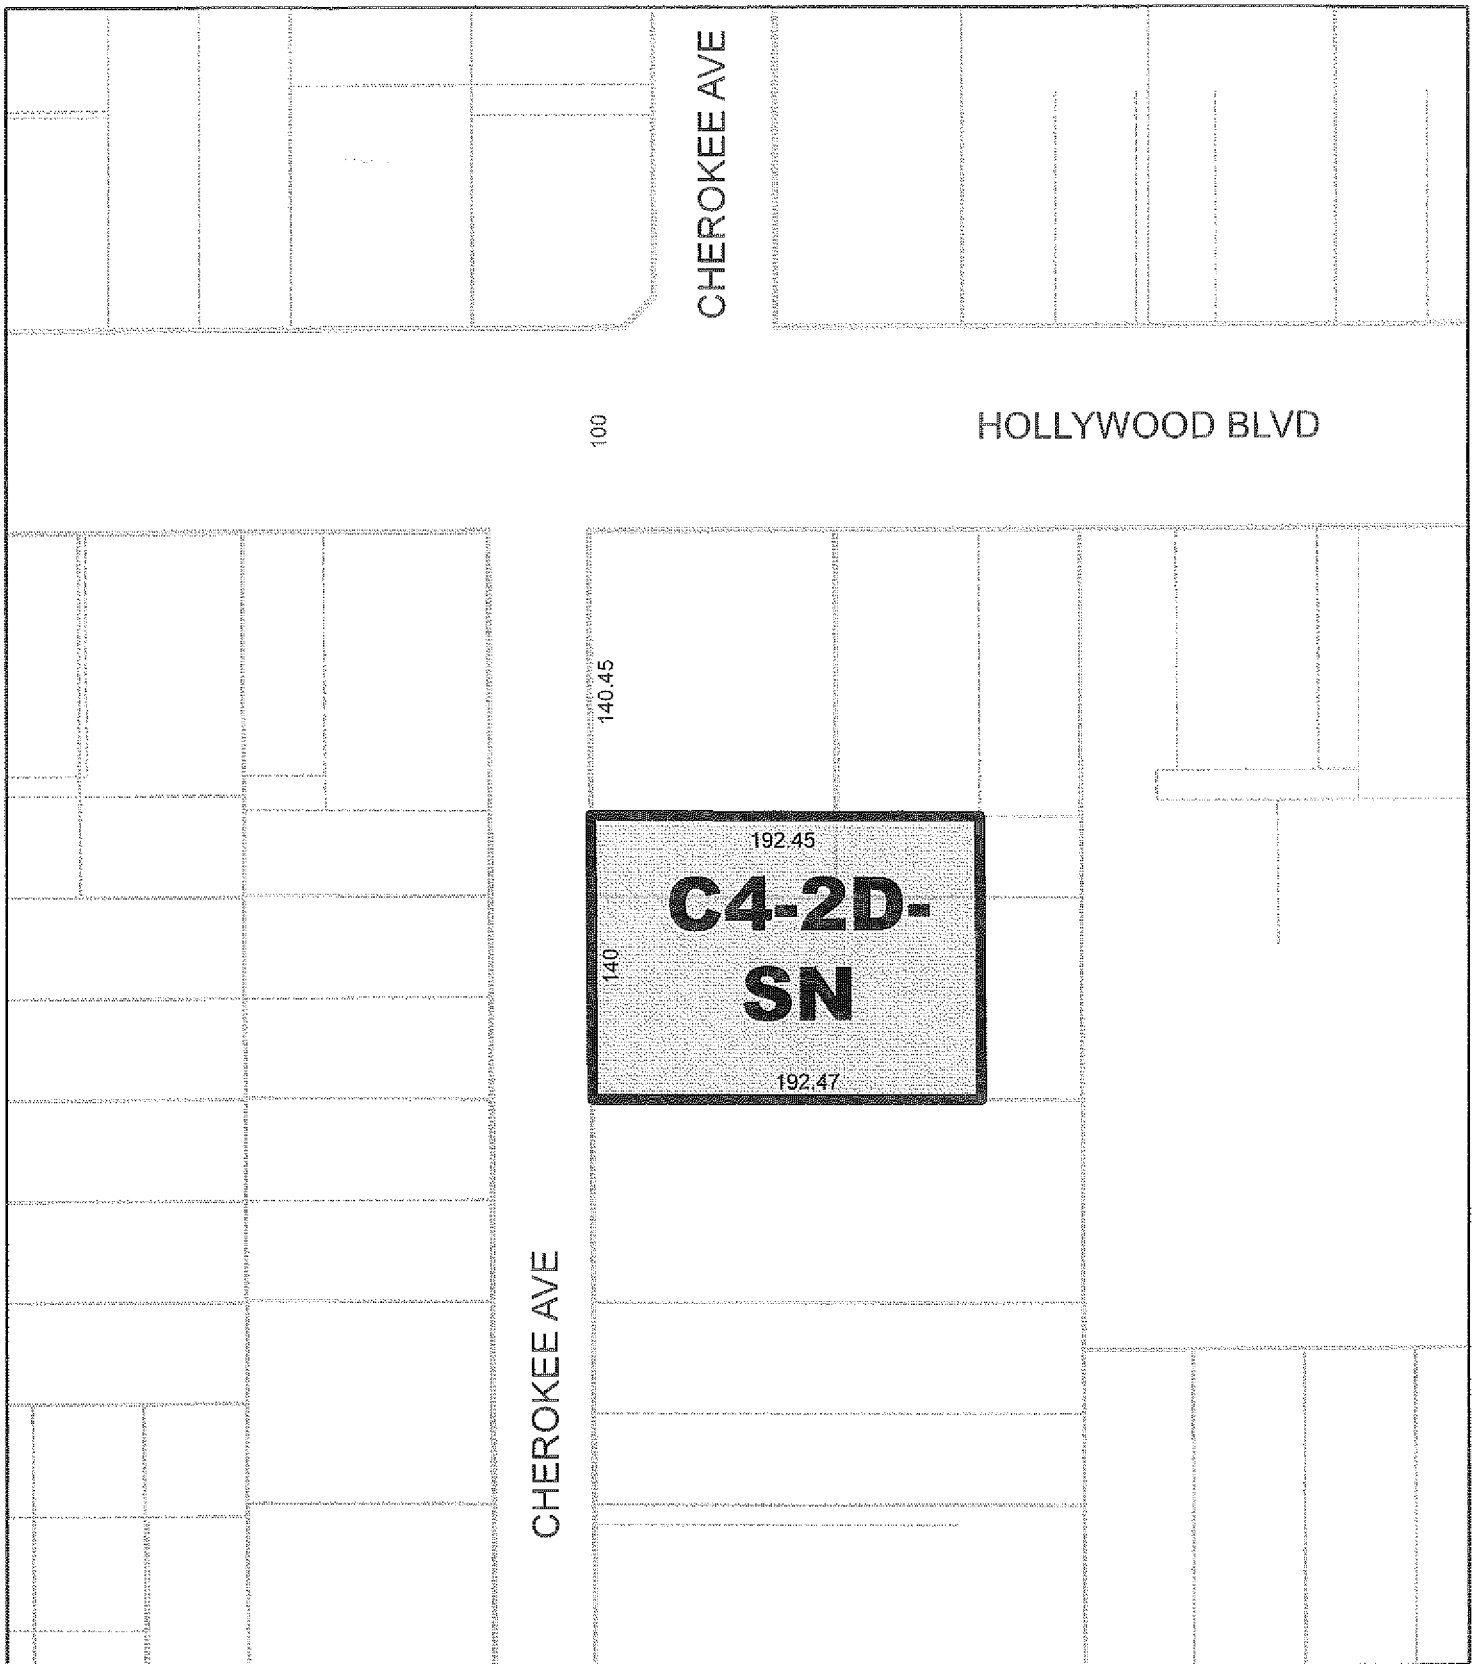 CHEROKEE AVE
100
HOLLYWOOD BLVD
140.45
192.45
C4-2D-
SN
140
192.47
CHEROKEE AVE